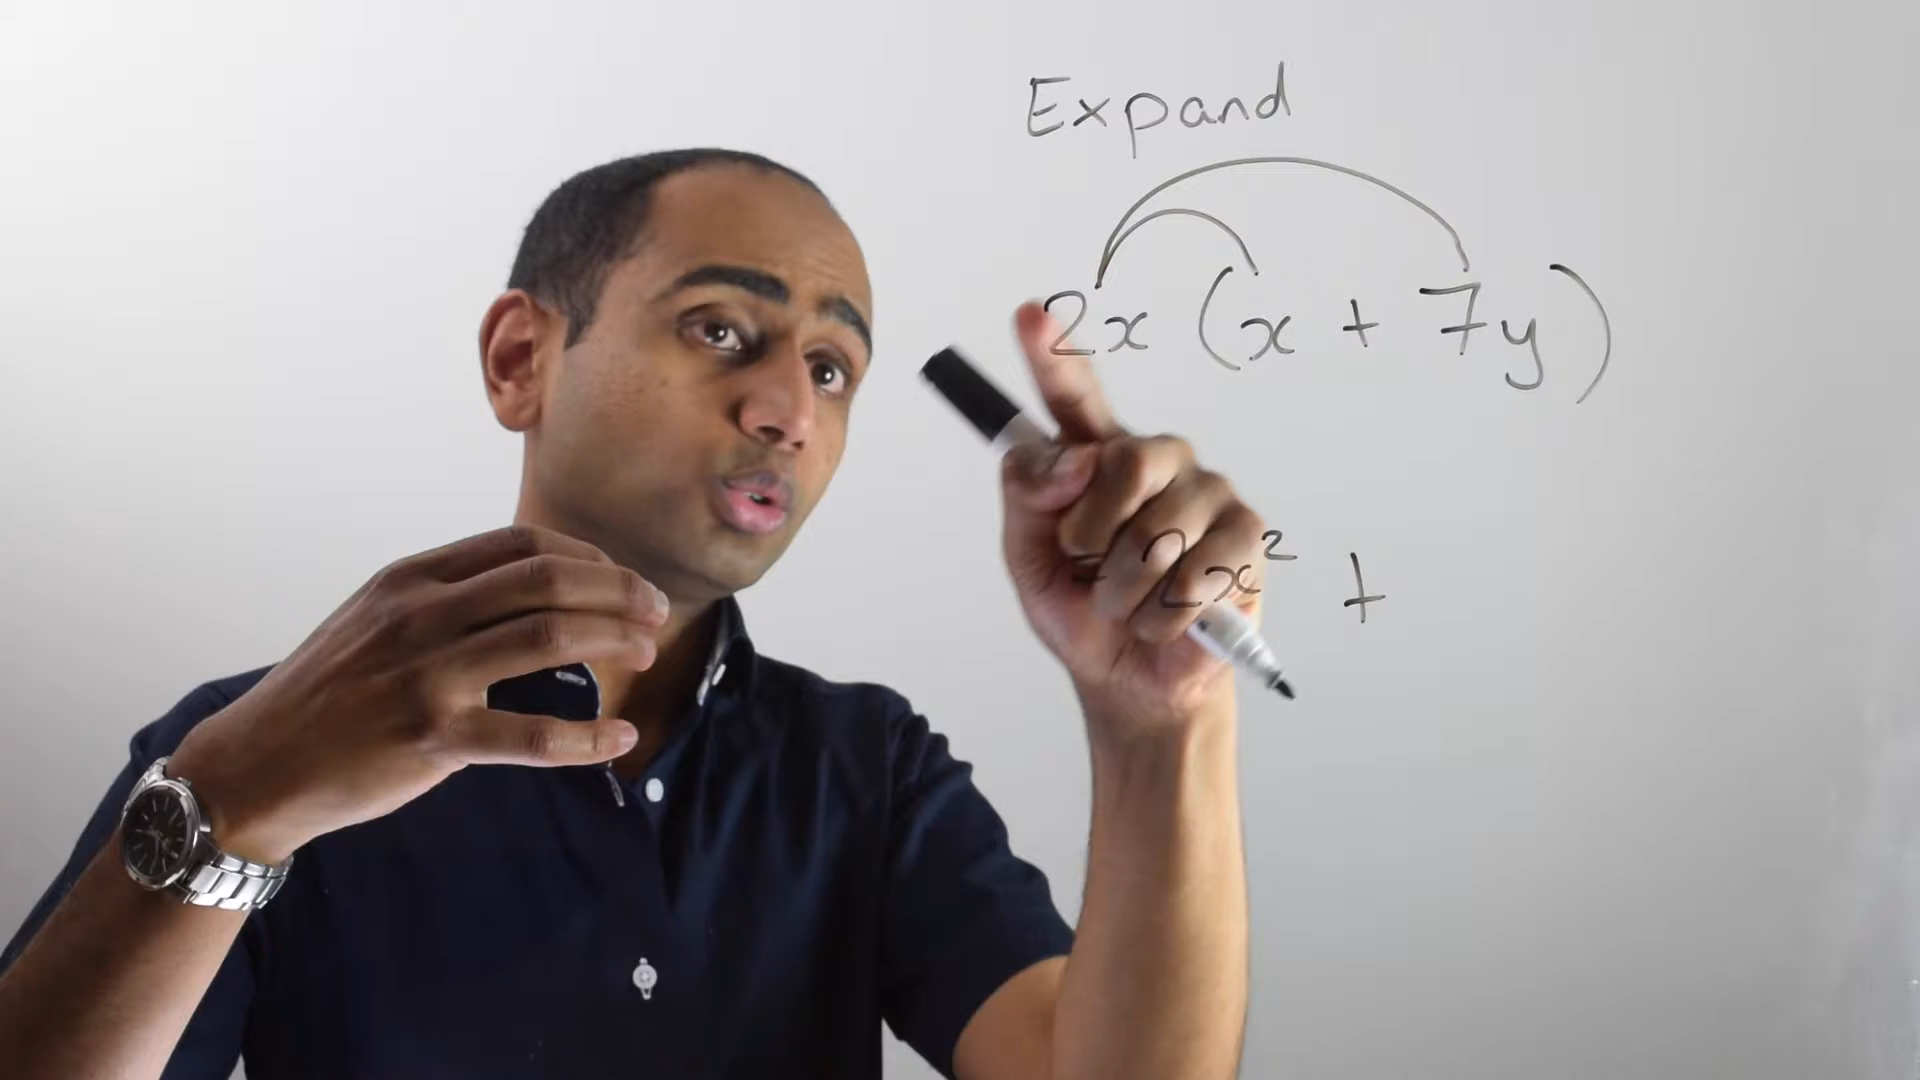 Expand
2x (x + 7y)
= 2x² +